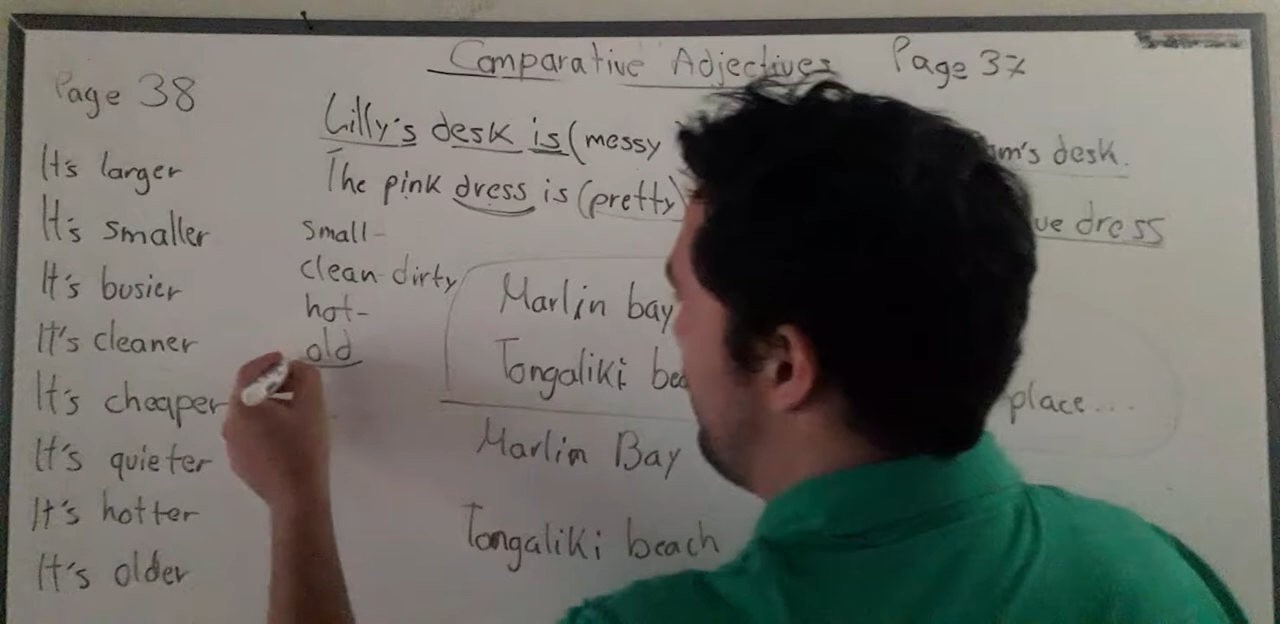 Comparative Adjectives Page 37
Page 38
Lilly's desk is (messy 's desk.
The pink dress is (pretty) dress
It's larger
It's smaller
It's busier
It's cleaner
It's cheaper
It's quieter
It's hotter
It's older
small-
clean-dirty
hot-
old
Marlin bay
Tongaliki
place...
Marlin Bay
Tongaliki beach